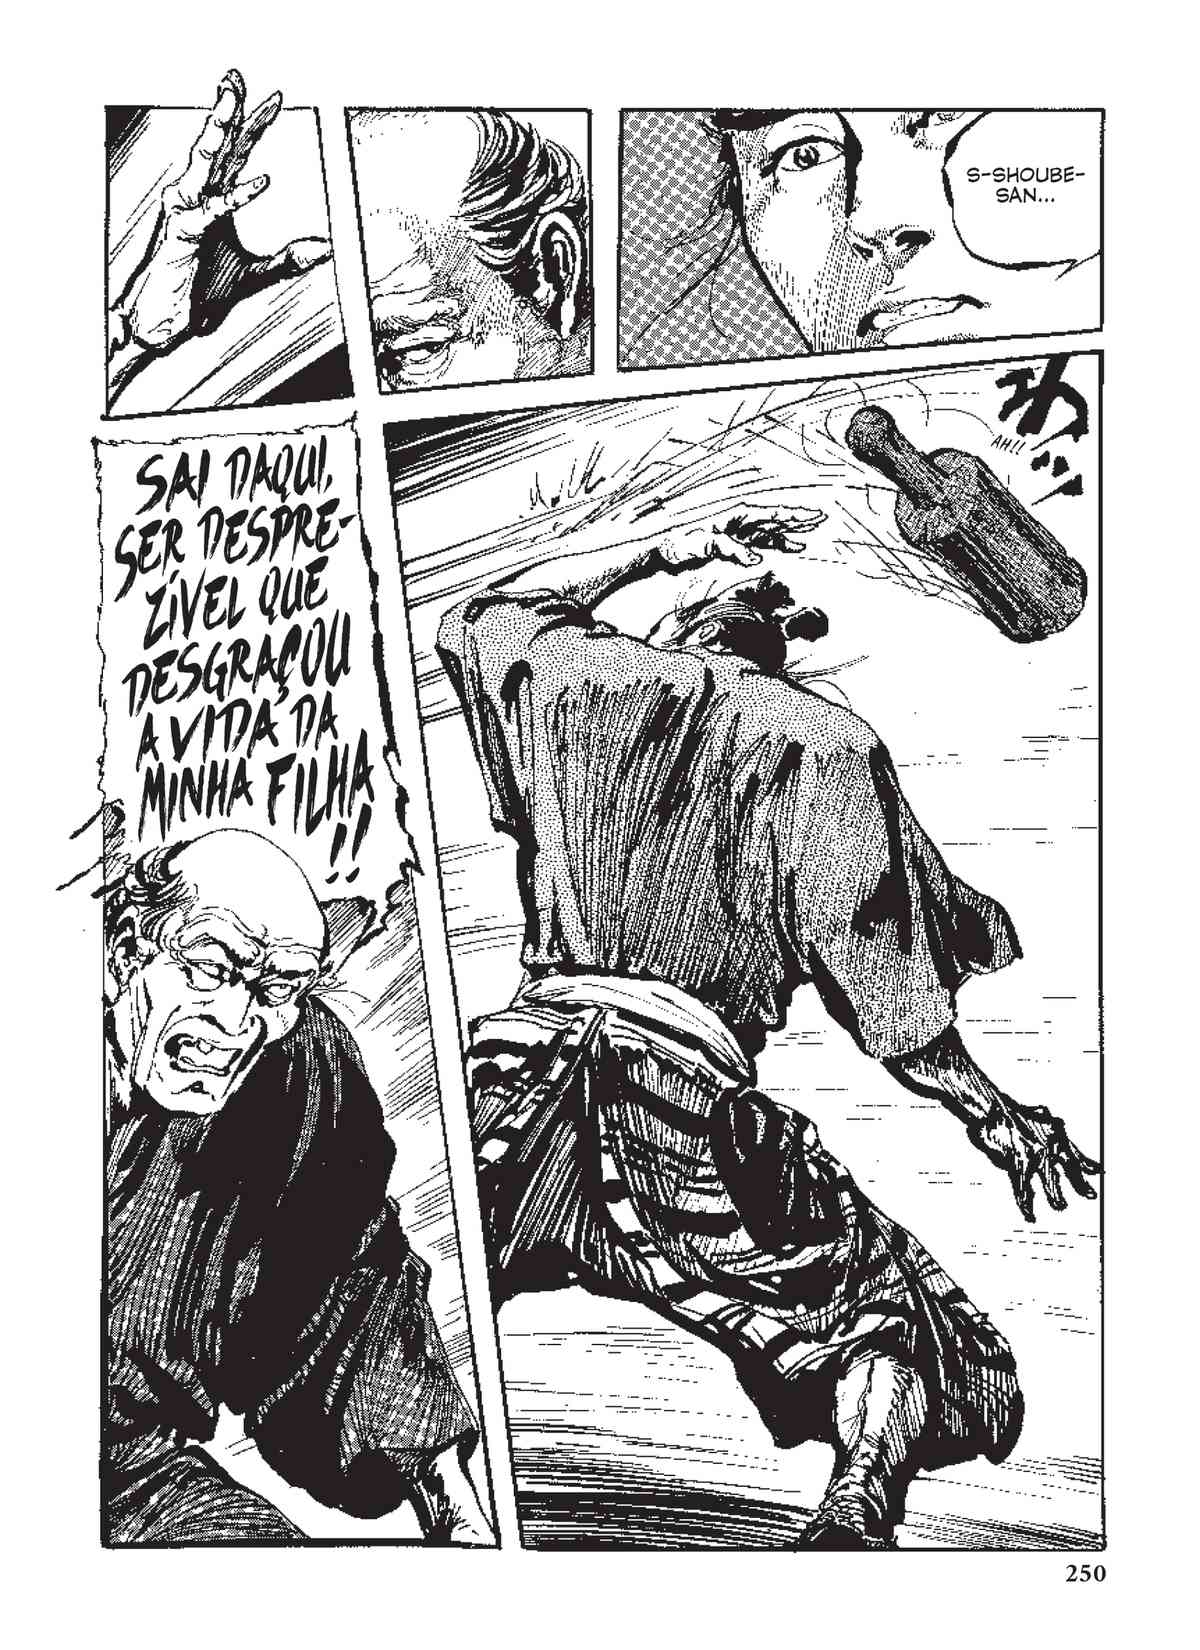 S-SHOUBE-
SAN...
AH!!
SAI DAQUI,
SER DESPRE-
ZÍVEL QUE
DESGRAÇOU
A VIDA DA
MINHA FILHA
!!
250